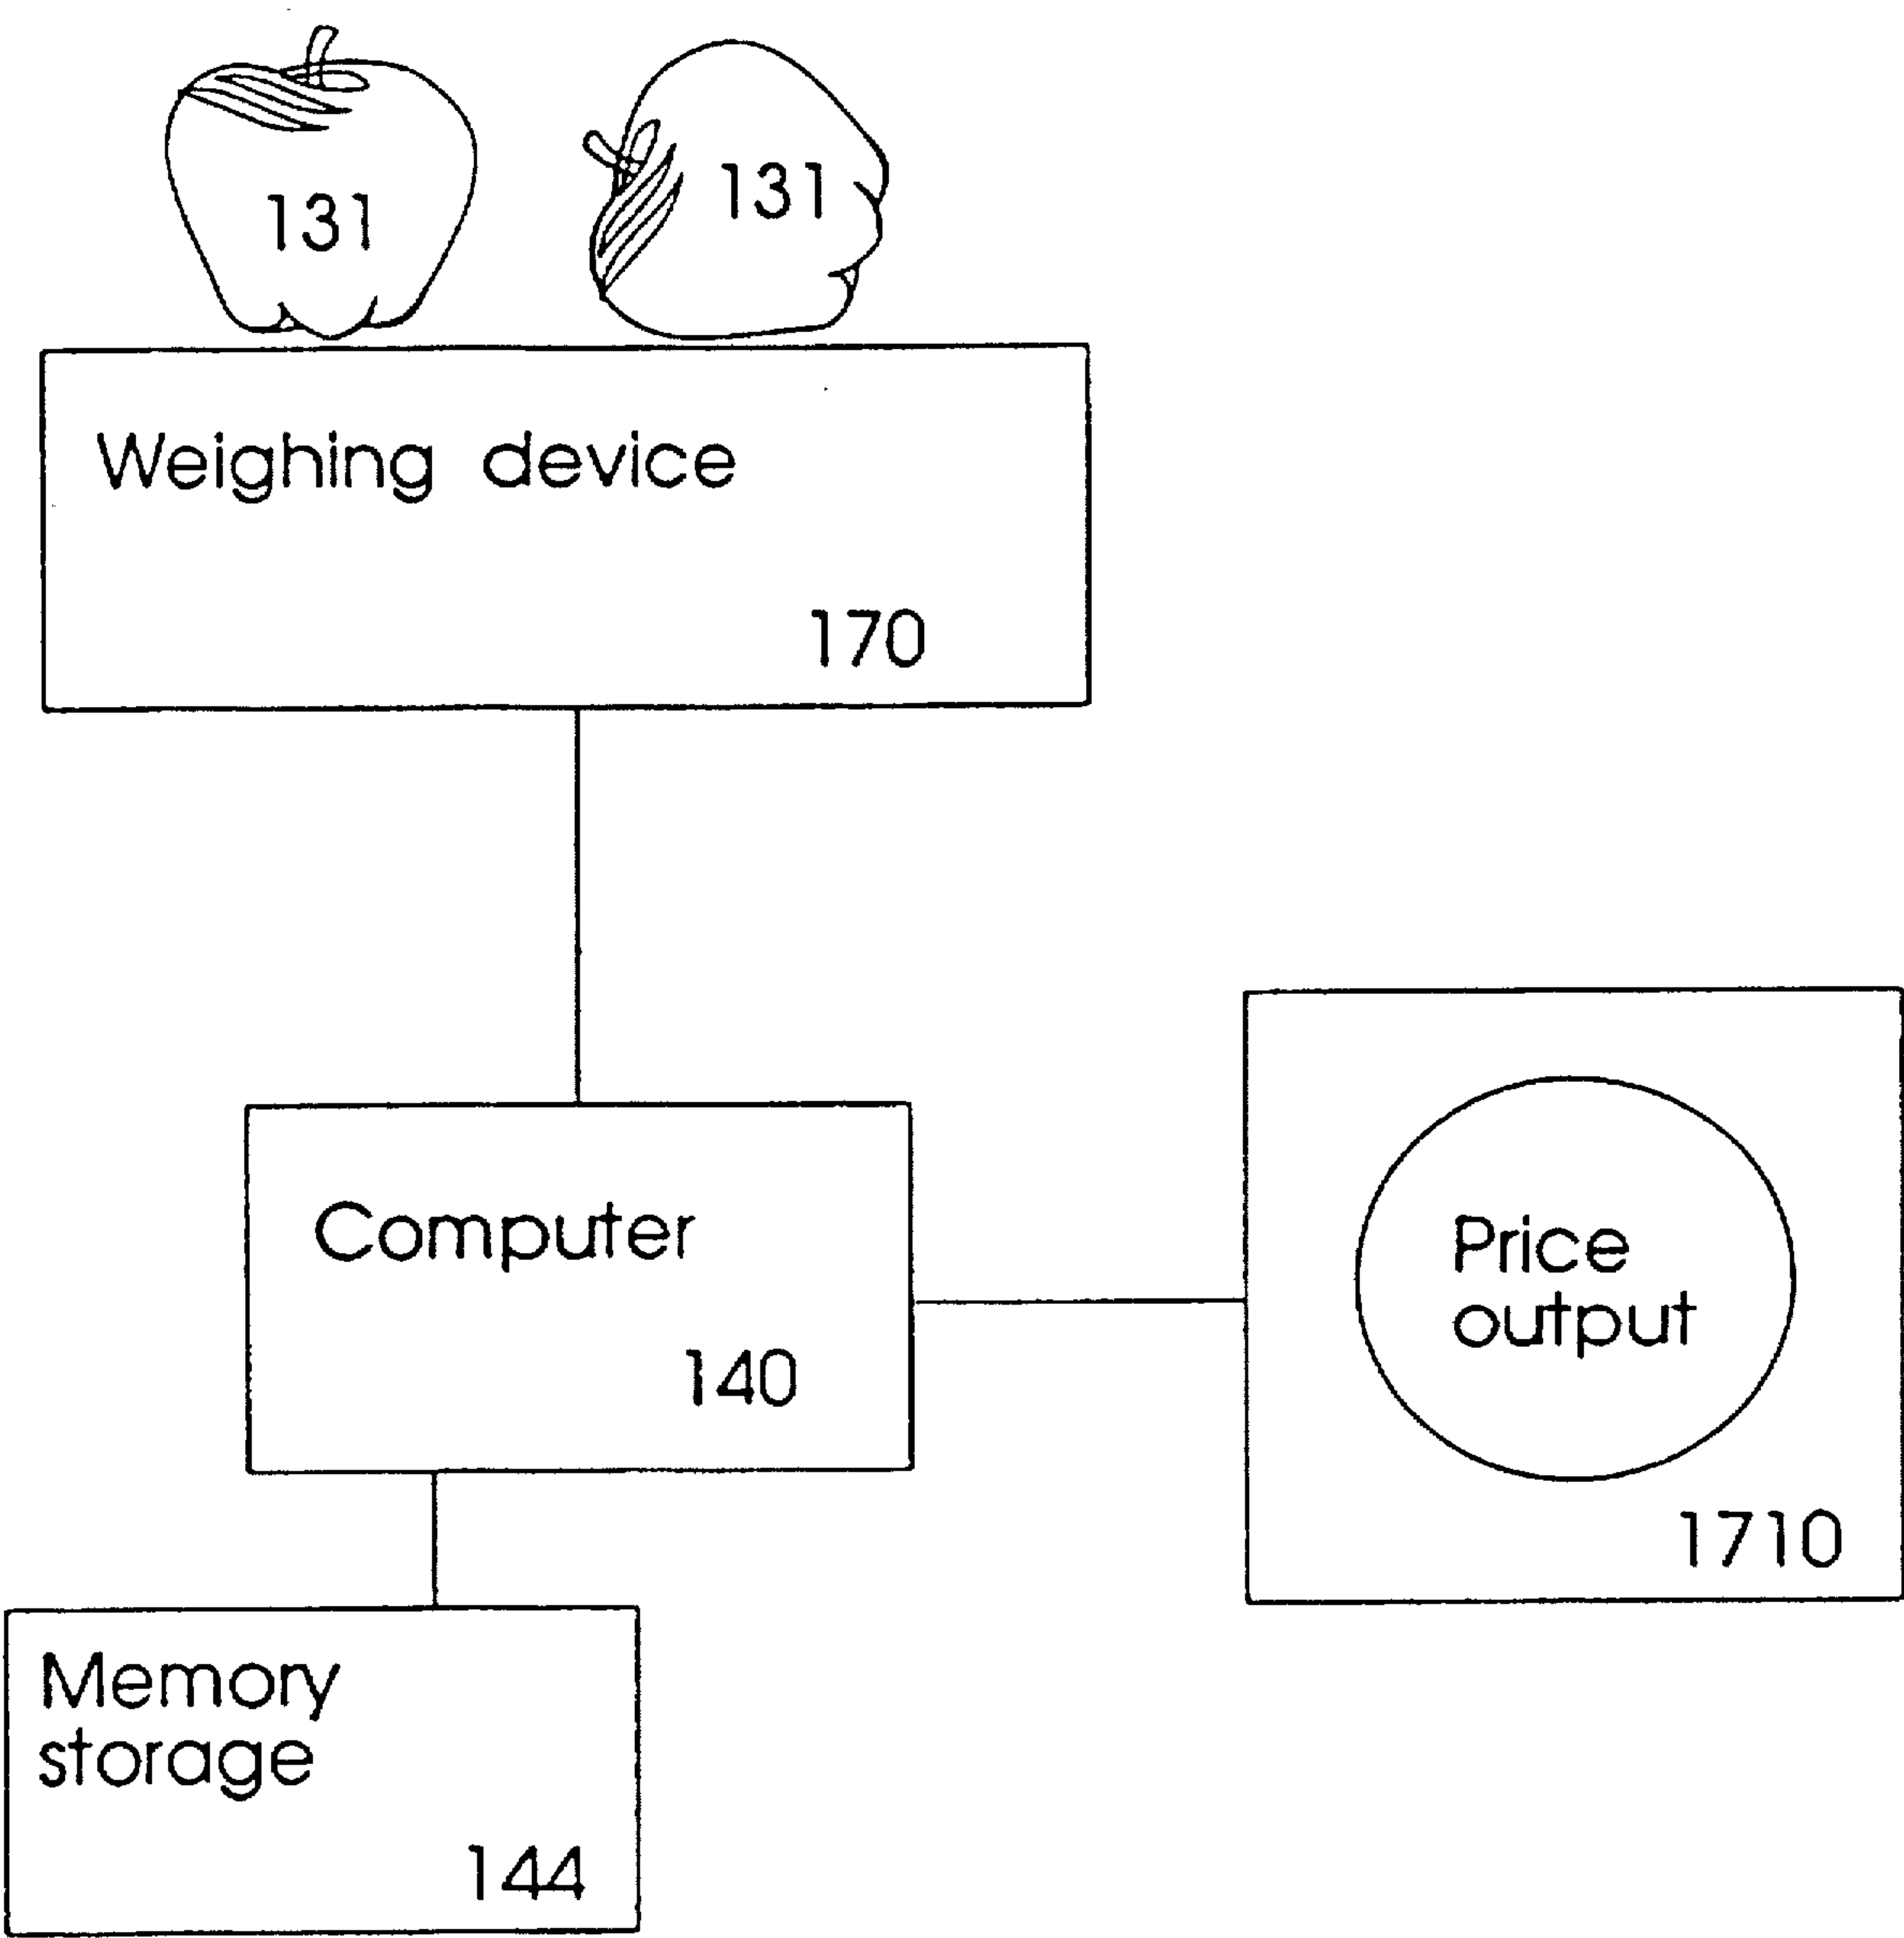 131
131
Weighing device
170
Computer
140
Price
output
1710
Memory
storage
144